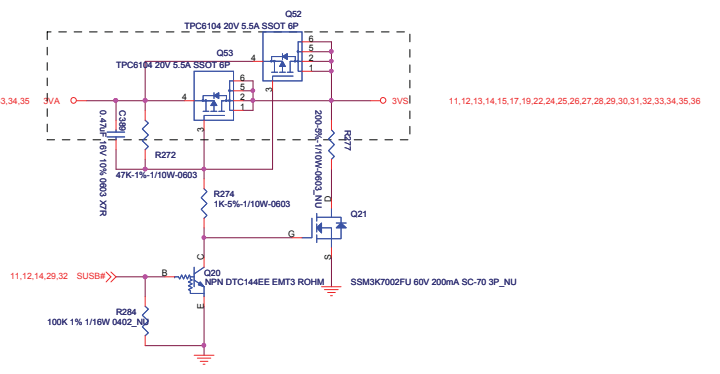 Q52
TPC6104 20V 5.5A SSOT 6P
Q53
TPC6104 20V 5.5A SSOT 6P
4
6
5
2
1
3
4
6
5
2
1
3
3,34,35 3VA
3VS 11,12,13,14,15,17,19,22,24,25,26,27,28,29,30,31,32,33,34,35,36
C389
0.47uF 16V 10% 0603 X7R
R272
47K-1%-1/10W-0603
R277
200-5%-1/10W-0603_NU
R274
1K-5%-1/10W-0603
D
Q21
G
S
SSM3K7002FU 60V 200mA SC-70 3P_NU
C
11,12,14,29,32 SUSB#
B
Q20
NPN DTC144EE EMT3 ROHM
E
R284
100K 1% 1/16W 0402_NU